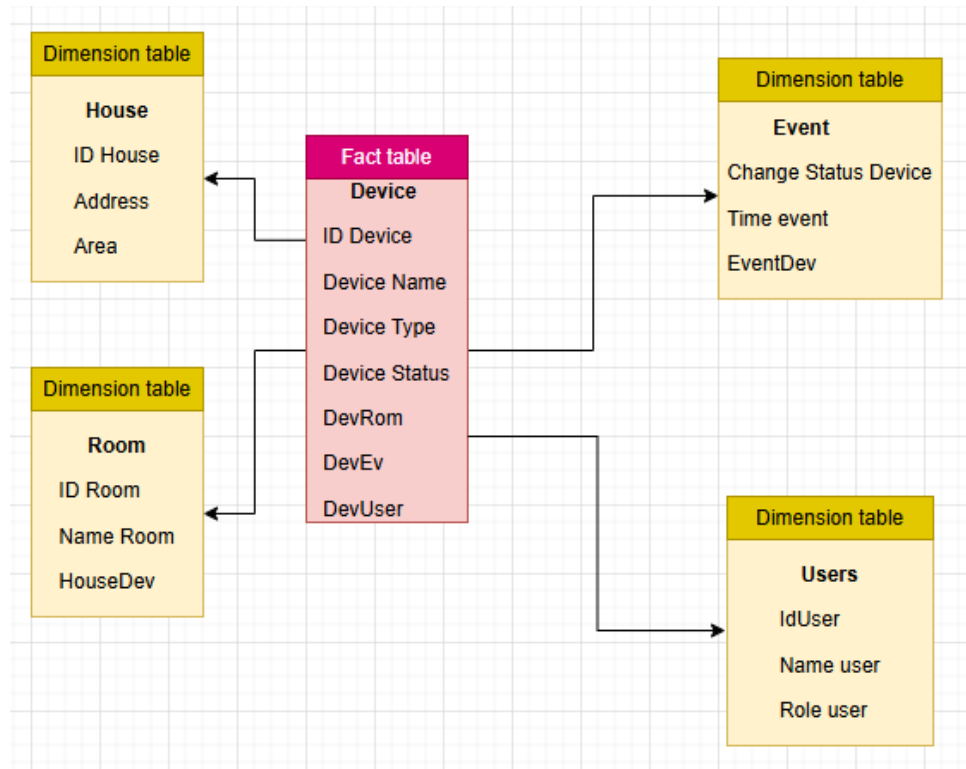 Dimension table
House
ID House
Address
Area
Dimension table
Room
ID Room
Name Room
HouseDev
Fact table
Device
ID Device
Device Name
Device Type
Device Status
DevRom
DevEv
DevUser
Dimension table
Event
Change Status Device
Time event
EventDev
Dimension table
Users
IdUser
Name user
Role user